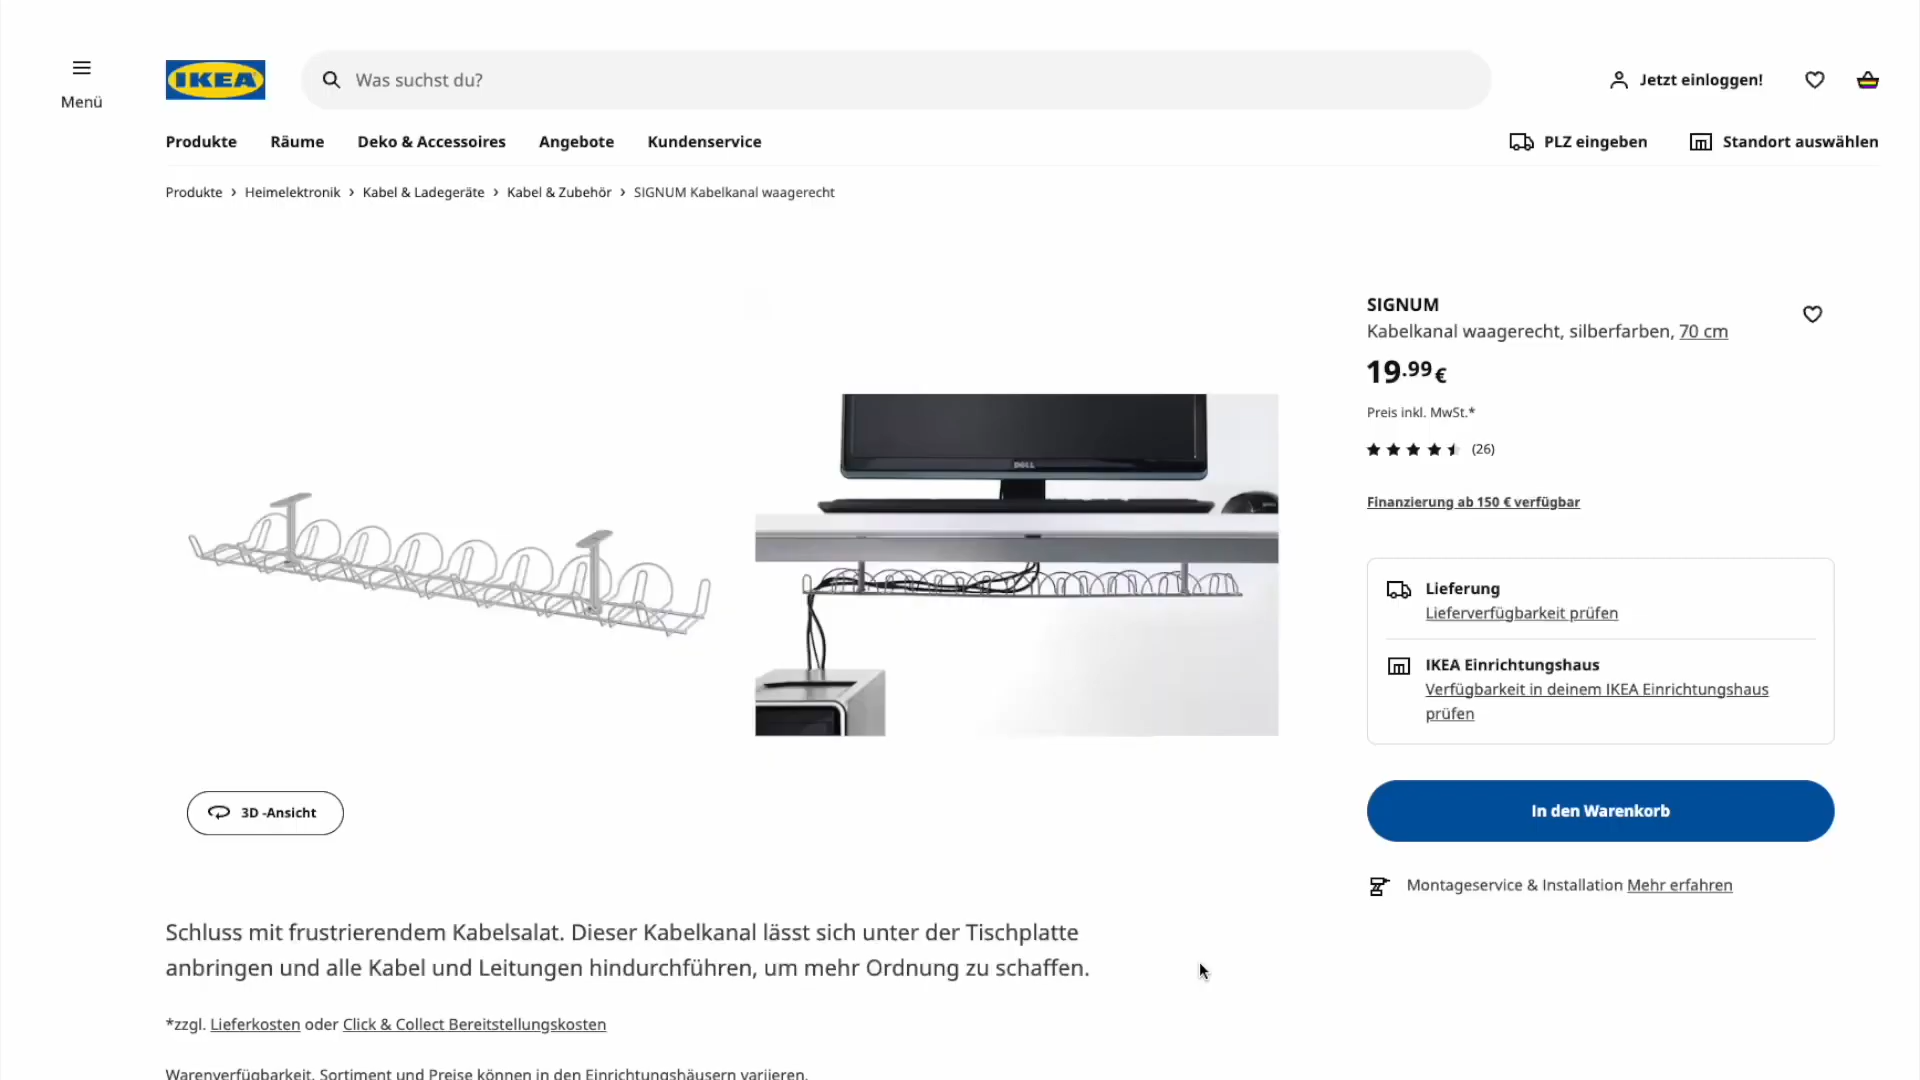 Menü
IKEA
Was suchst du?
Jetzt einloggen!
Produkte Räume Deko & Accessoires Angebote Kundenservice
PLZ eingeben
Standort auswählen
Produkte > Heimelektronik > Kabel & Ladegeräte > Kabel & Zubehör > SIGNUM Kabelkanal waagerecht
SIGNUM
Kabelkanal waagerecht, silberfarben, 70 cm
19.99€
Preis inkl. MwSt.*
(26)
Finanzierung ab 150 € verfügbar
DELL
Lieferung
Lieferverfügbarkeit prüfen
IKEA Einrichtungshaus
Verfügbarkeit in deinem IKEA Einrichtungshaus
prüfen
3D -Ansicht
In den Warenkorb
Montageservice & Installation Mehr erfahren
Schluss mit frustrierendem Kabelsalat. Dieser Kabelkanal lässt sich unter der Tischplatte
anbringen und alle Kabel und Leitungen hindurchführen, um mehr Ordnung zu schaffen.
*zzgl. Lieferkosten oder Click & Collect Bereitstellungskosten
Warenverfügbarkeit, Sortiment und Preise können in den Einrichtungshäusern variieren.